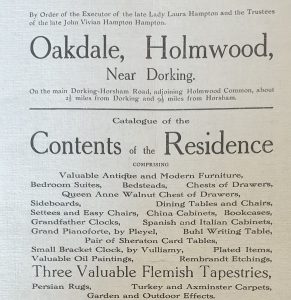 By Order of the Executor of the late Lady Laura Hampton and the Trustees
of the late John Vivian Hampton Hampton.
Oakdale, Holmwood,
Near Dorking.
On the main Dorking-Horsham Road, adjoining Holmwood Common, about
2½ miles from Dorking and 9½ miles from Horsham.
Catalogue of the
Contents of the Residence
COMPRISING
Valuable Antique and Modern Furniture,
Bedroom Suites, Bedsteads, Chests of Drawers,
Queen Anne Walnut Chest of Drawers,
Sideboards, Dining Tables and Chairs,
Settees and Easy Chairs, China Cabinets, Bookcases,
Grandfather Clocks, Spanish and Italian Cabinets,
Grand Pianoforte, by Pleyel, Buhl Writing Table,
Pair of Sheraton Card Tables,
Small Bracket Clock, by Vulliamy, Plated Items,
Valuable Oil Paintings, Rembrandt Etchings,
Three Valuable Flemish Tapestries,
Persian Rugs, Turkey and Axminster Carpets,
Garden and Outdoor Effects.